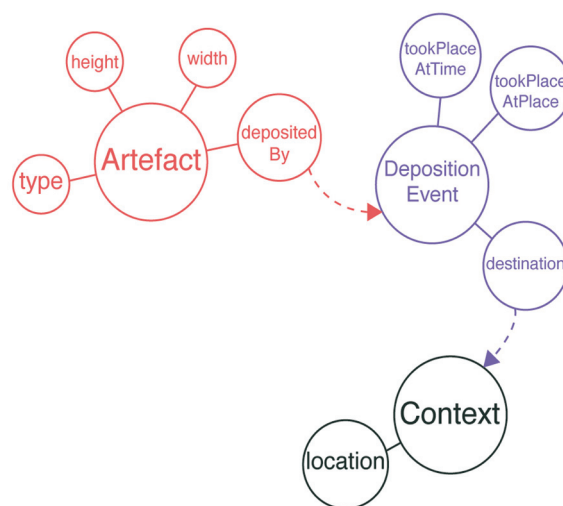 height
width
type
Artefact
deposited
By
tookPlace
AtTime
tookPlace
AtPlace
Deposition
Event
destination
Context
location